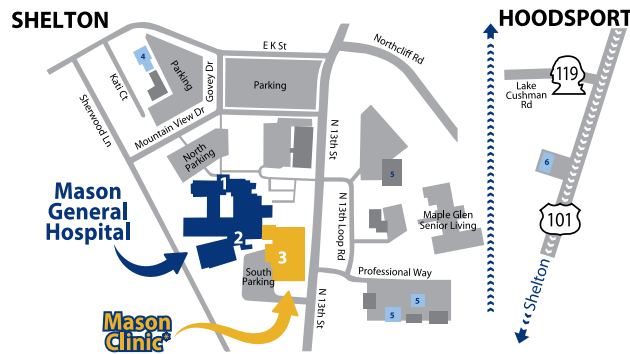 SHELTON
HOODSPORT
E K St
Northcliff Rd
4
Parking
Kati Ct
Govey Dr
Parking
119
Lake
Cushman
Rd
Sherwood Ln
Mountain View Dr
N 13th St
North
Parking
6
5
1
Mason
General
Hospital
2
3
N 13th Loop Rd
Maple Glen
Senior Living
101
South
Parking
Professional Way
Shelton
N 13th St
5
5
Mason
Clinic*